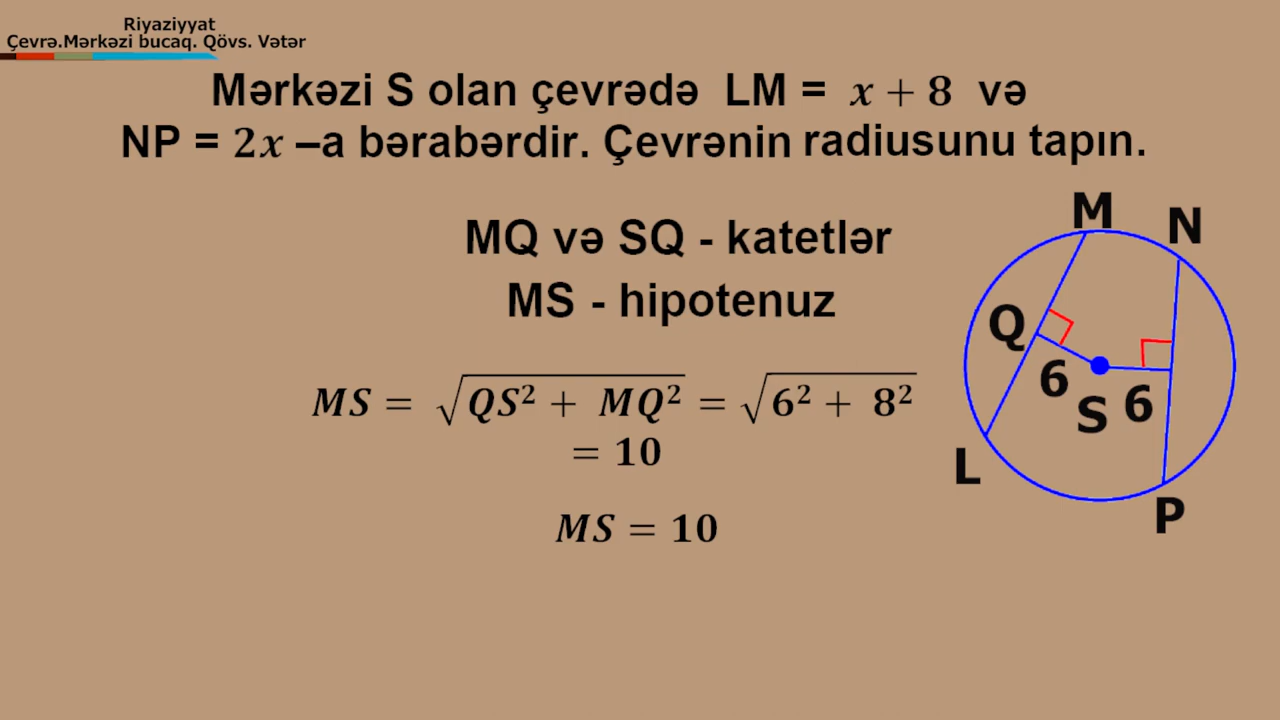 Riyaziyyat
Çevrə.Mərkəzi bucaq. Qövs. Vətər
Mərkəzi S olan çevrədə LM = x + 8 və
NP = 2x –a bərabərdir. Çevrənin radiusunu tapın.
MQ və SQ - katetlər
MS - hipotenuz
MS = √QS² + MQ² = √6² + 8²
= 10
MS = 10
M
N
Q
6
S
6
L
P